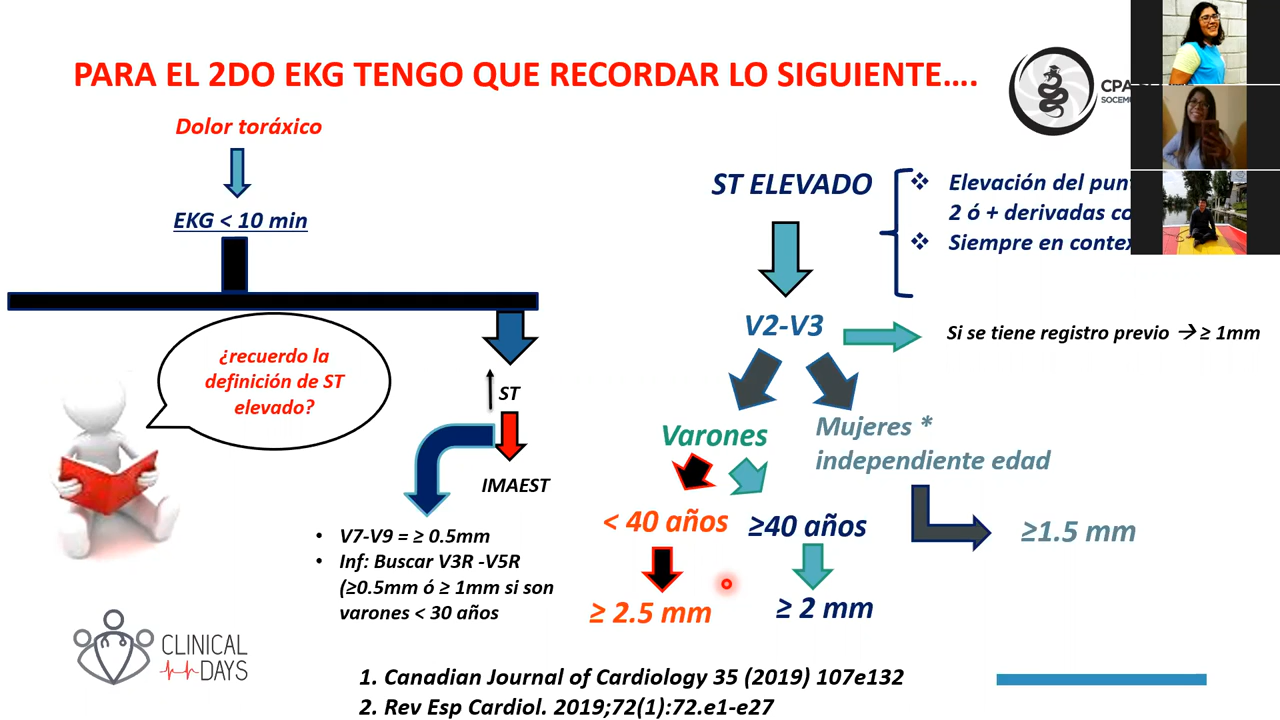 PARA EL 2DO EKG TENGO QUE RECORDAR LO SIGUIENTE....
Dolor toráxico
EKG < 10 min
¿recuerdo la
definición de ST
elevado?
ST
IMAEST
• V7-V9 = ≥ 0.5mm
• Inf: Buscar V3R -V5R
(≥0.5mm ó ≥ 1mm si son
varones < 30 años
ST ELEVADO
❖ Elevación del
2 ó + derivadas
❖ Siempre en
V2-V3
Si se tiene registro previo → ≥ 1mm
Varones
Mujeres *
independiente edad
< 40 años
≥40 años
≥1.5 mm
≥ 2.5 mm
≥ 2 mm
CLINICAL
DAYS
1. Canadian Journal of Cardiology 35 (2019) 107e132
2. Rev Esp Cardiol. 2019;72(1):72.e1-e27